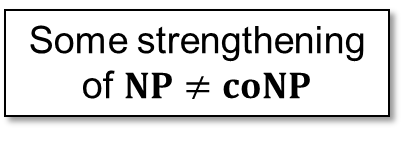 Some strengthening
of NP ≠ coNP